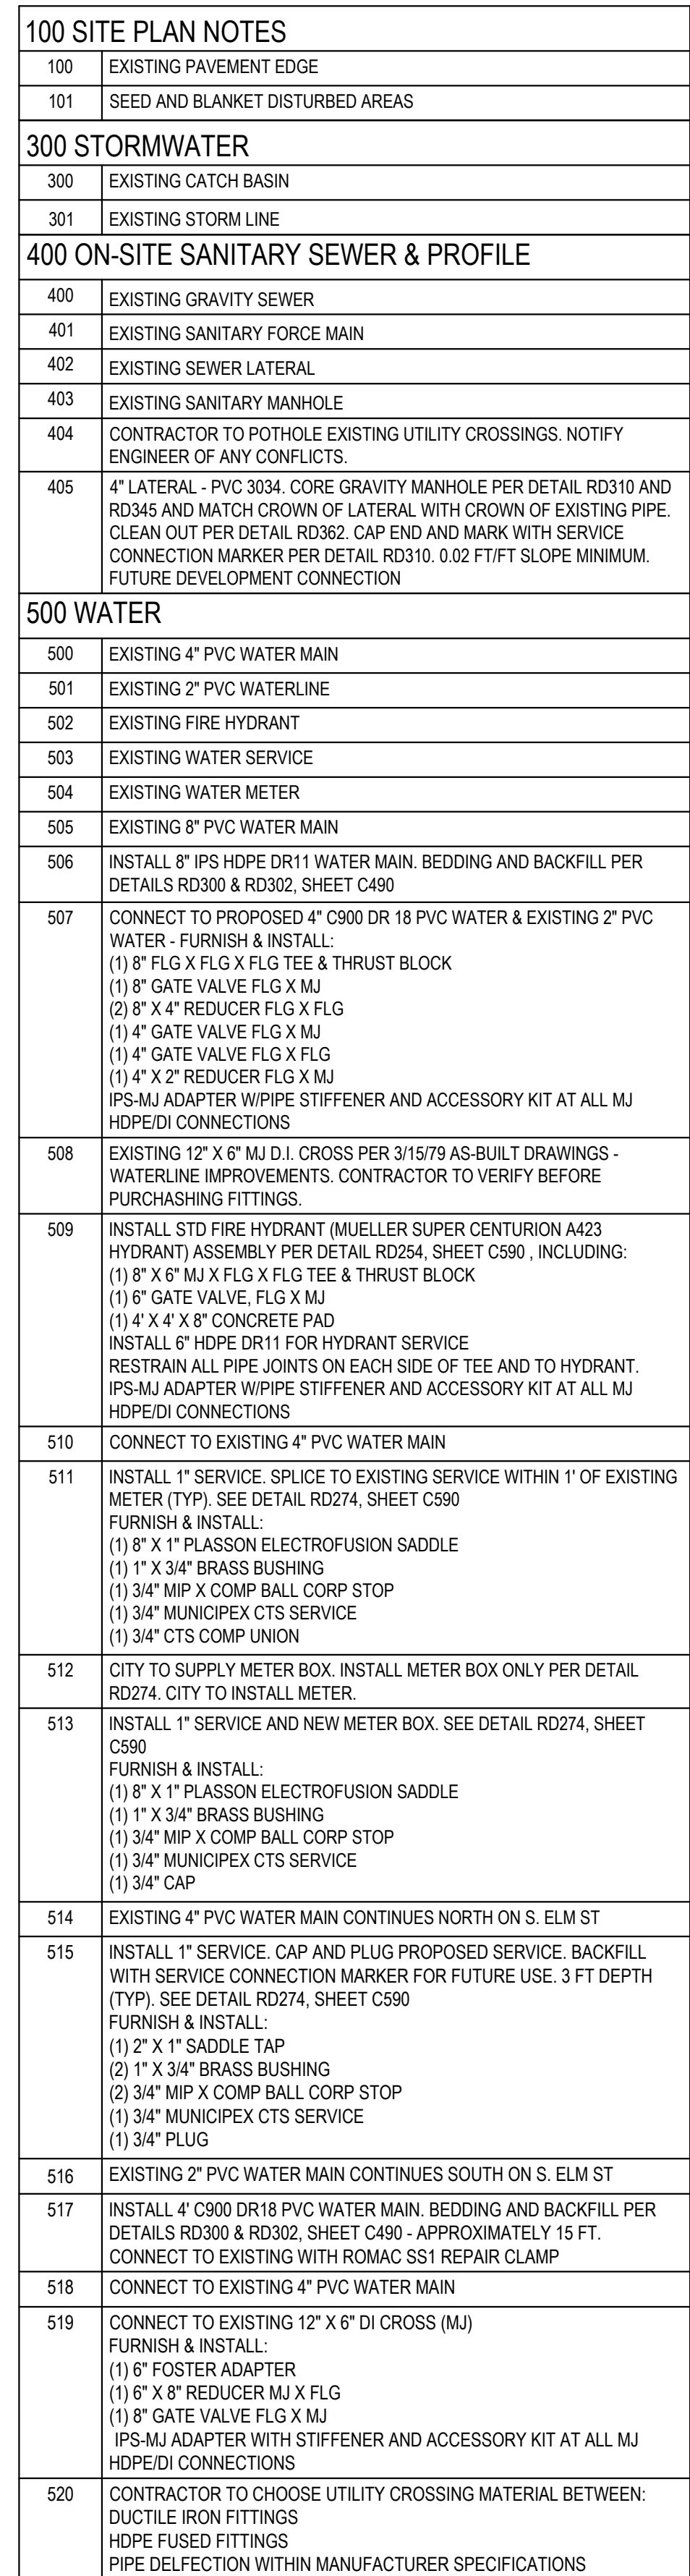 100 SITE PLAN NOTES
100 EXISTING PAVEMENT EDGE
101 SEED AND BLANKET DISTURBED AREAS
300 STORMWATER
300 EXISTING CATCH BASIN
301 EXISTING STORM LINE
400 ON-SITE SANITARY SEWER & PROFILE
400 EXISTING GRAVITY SEWER
401 EXISTING SANITARY FORCE MAIN
402 EXISTING SEWER LATERAL
403 EXISTING SANITARY MANHOLE
404 CONTRACTOR TO POTHOLE EXISTING UTILITY CROSSINGS. NOTIFY
ENGINEER OF ANY CONFLICTS.
405 4" LATERAL - PVC 3034. CORE GRAVITY MANHOLE PER DETAIL RD310 AND
RD345 AND MATCH CROWN OF LATERAL WITH CROWN OF EXISTING PIPE.
CLEAN OUT PER DETAIL RD362. CAP END AND MARK WITH SERVICE
CONNECTION MARKER PER DETAIL RD310. 0.02 FT/FT SLOPE MINIMUM.
FUTURE DEVELOPMENT CONNECTION
500 WATER
500 EXISTING 4" PVC WATER MAIN
501 EXISTING 2" PVC WATERLINE
502 EXISTING FIRE HYDRANT
503 EXISTING WATER SERVICE
504 EXISTING WATER METER
505 EXISTING 8" PVC WATER MAIN
506 INSTALL 8" IPS HDPE DR11 WATER MAIN. BEDDING AND BACKFILL PER
DETAILS RD300 & RD302, SHEET C490
507 CONNECT TO PROPOSED 4" C900 DR 18 PVC WATER & EXISTING 2" PVC
WATER - FURNISH & INSTALL:
(1) 8" FLG X FLG X FLG TEE & THRUST BLOCK
(1) 8" GATE VALVE FLG X MJ
(2) 8" X 4" REDUCER FLG X FLG
(1) 4" GATE VALVE FLG X MJ
(1) 4" GATE VALVE FLG X FLG
(1) 4" X 2" REDUCER FLG X MJ
IPS-MJ ADAPTER W/PIPE STIFFENER AND ACCESSORY KIT AT ALL MJ
HDPE/DI CONNECTIONS
508 EXISTING 12" X 6" MJ D.I. CROSS PER 3/15/79 AS-BUILT DRAWINGS -
WATERLINE IMPROVEMENTS. CONTRACTOR TO VERIFY BEFORE
PURCHASHING FITTINGS.
509 INSTALL STD FIRE HYDRANT (MUELLER SUPER CENTURION A423
HYDRANT) ASSEMBLY PER DETAIL RD254, SHEET C590 , INCLUDING:
(1) 8" X 6" MJ X FLG X FLG TEE & THRUST BLOCK
(1) 6" GATE VALVE, FLG X MJ
(1) 4' X 4' X 8" CONCRETE PAD
INSTALL 6" HDPE DR11 FOR HYDRANT SERVICE
RESTRAIN ALL PIPE JOINTS ON EACH SIDE OF TEE AND TO HYDRANT.
IPS-MJ ADAPTER W/PIPE STIFFENER AND ACCESSORY KIT AT ALL MJ
HDPE/DI CONNECTIONS
510 CONNECT TO EXISTING 4" PVC WATER MAIN
511 INSTALL 1" SERVICE. SPLICE TO EXISTING SERVICE WITHIN 1' OF EXISTING
METER (TYP). SEE DETAIL RD274, SHEET C590
FURNISH & INSTALL:
(1) 8" X 1" PLASSON ELECTROFUSION SADDLE
(1) 1" X 3/4" BRASS BUSHING
(1) 3/4" MIP X COMP BALL CORP STOP
(1) 3/4" MUNICIPEX CTS SERVICE
(1) 3/4" CTS COMP UNION
512 CITY TO SUPPLY METER BOX. INSTALL METER BOX ONLY PER DETAIL
RD274. CITY TO INSTALL METER.
513 INSTALL 1" SERVICE AND NEW METER BOX. SEE DETAIL RD274, SHEET
C590
FURNISH & INSTALL:
(1) 8" X 1" PLASSON ELECTROFUSION SADDLE
(1) 1" X 3/4" BRASS BUSHING
(1) 3/4" MIP X COMP BALL CORP STOP
(1) 3/4" MUNICIPEX CTS SERVICE
(1) 3/4" CAP
514 EXISTING 4" PVC WATER MAIN CONTINUES NORTH ON S. ELM ST
515 INSTALL 1" SERVICE. CAP AND PLUG PROPOSED SERVICE. BACKFILL
WITH SERVICE CONNECTION MARKER FOR FUTURE USE. 3 FT DEPTH
(TYP). SEE DETAIL RD274, SHEET C590
FURNISH & INSTALL:
(1) 2" X 1" SADDLE TAP
(2) 1" X 3/4" BRASS BUSHING
(2) 3/4" MIP X COMP BALL CORP STOP
(1) 3/4" MUNICIPEX CTS SERVICE
(1) 3/4" PLUG
516 EXISTING 2" PVC WATER MAIN CONTINUES SOUTH ON S. ELM ST
517 INSTALL 4' C900 DR18 PVC WATER MAIN. BEDDING AND BACKFILL PER
DETAILS RD300 & RD302, SHEET C490 - APPROXIMATELY 15 FT.
CONNECT TO EXISTING WITH ROMAC SS1 REPAIR CLAMP
518 CONNECT TO EXISTING 4" PVC WATER MAIN
519 CONNECT TO EXISTING 12" X 6" DI CROSS (MJ)
FURNISH & INSTALL:
(1) 6" FOSTER ADAPTER
(1) 6" X 8" REDUCER MJ X FLG
(1) 8" GATE VALVE FLG X MJ
IPS-MJ ADAPTER WITH STIFFENER AND ACCESSORY KIT AT ALL MJ
HDPE/DI CONNECTIONS
520 CONTRACTOR TO CHOOSE UTILITY CROSSING MATERIAL BETWEEN:
DUCTILE IRON FITTINGS
HDPE FUSED FITTINGS
PIPE DELFECTION WITHIN MANUFACTURER SPECIFICATIONS